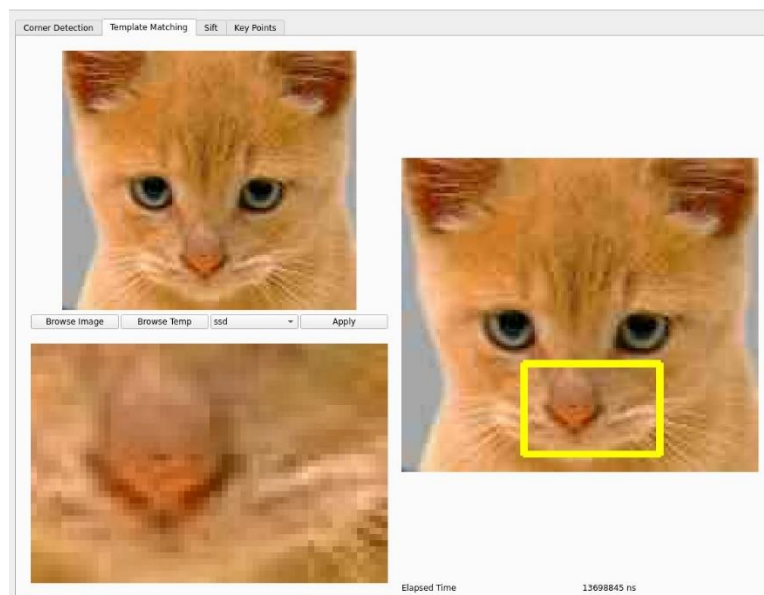 Corner Detection Template Matching Sift Key Points
Browse Image Browse Temp ssd Apply
Elapsed Time 13698845 ns